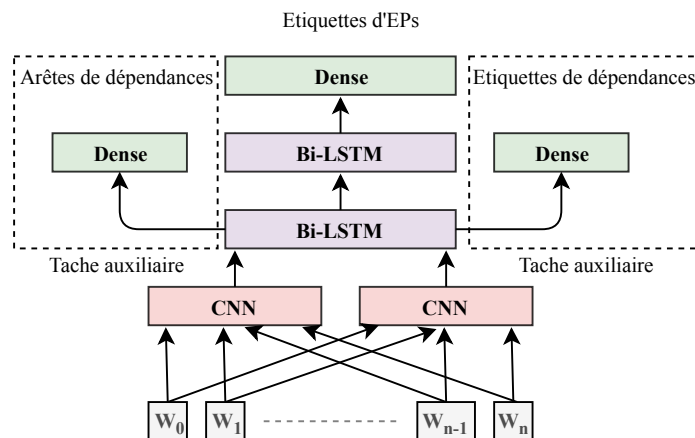 Etiquettes d'EPs
Arêtes de dépendances
Dense
Etiquettes de dépendances
Dense
Bi-LSTM
Dense
Bi-LSTM
Tache auxiliaire
Tache auxiliaire
CNN
CNN
W0
W1
Wn-1
Wn